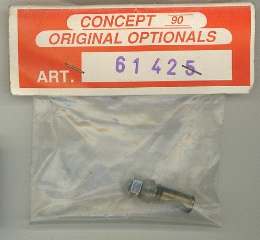 CONCEPT 90
ORIGINAL OPTIONALS
ART. 61425